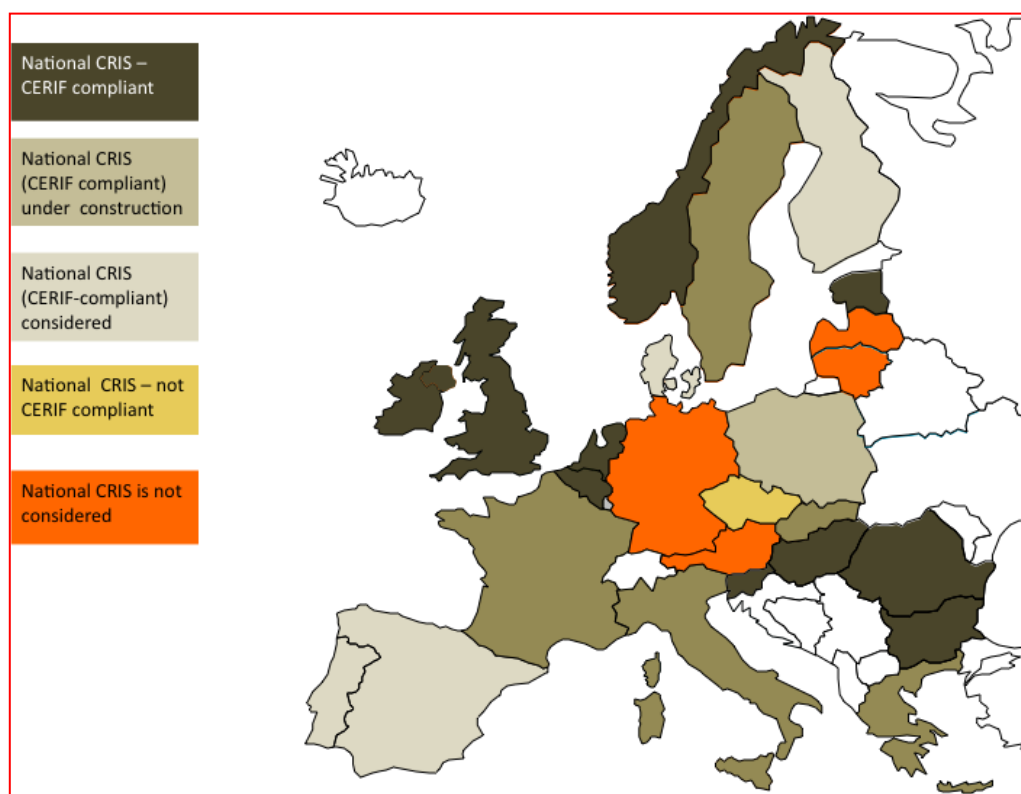 National CRIS –
CERIF compliant
National CRIS
(CERIF compliant)
under construction
National CRIS
(CERIF-compliant)
considered
National CRIS – not
CERIF compliant
National CRIS is not
considered